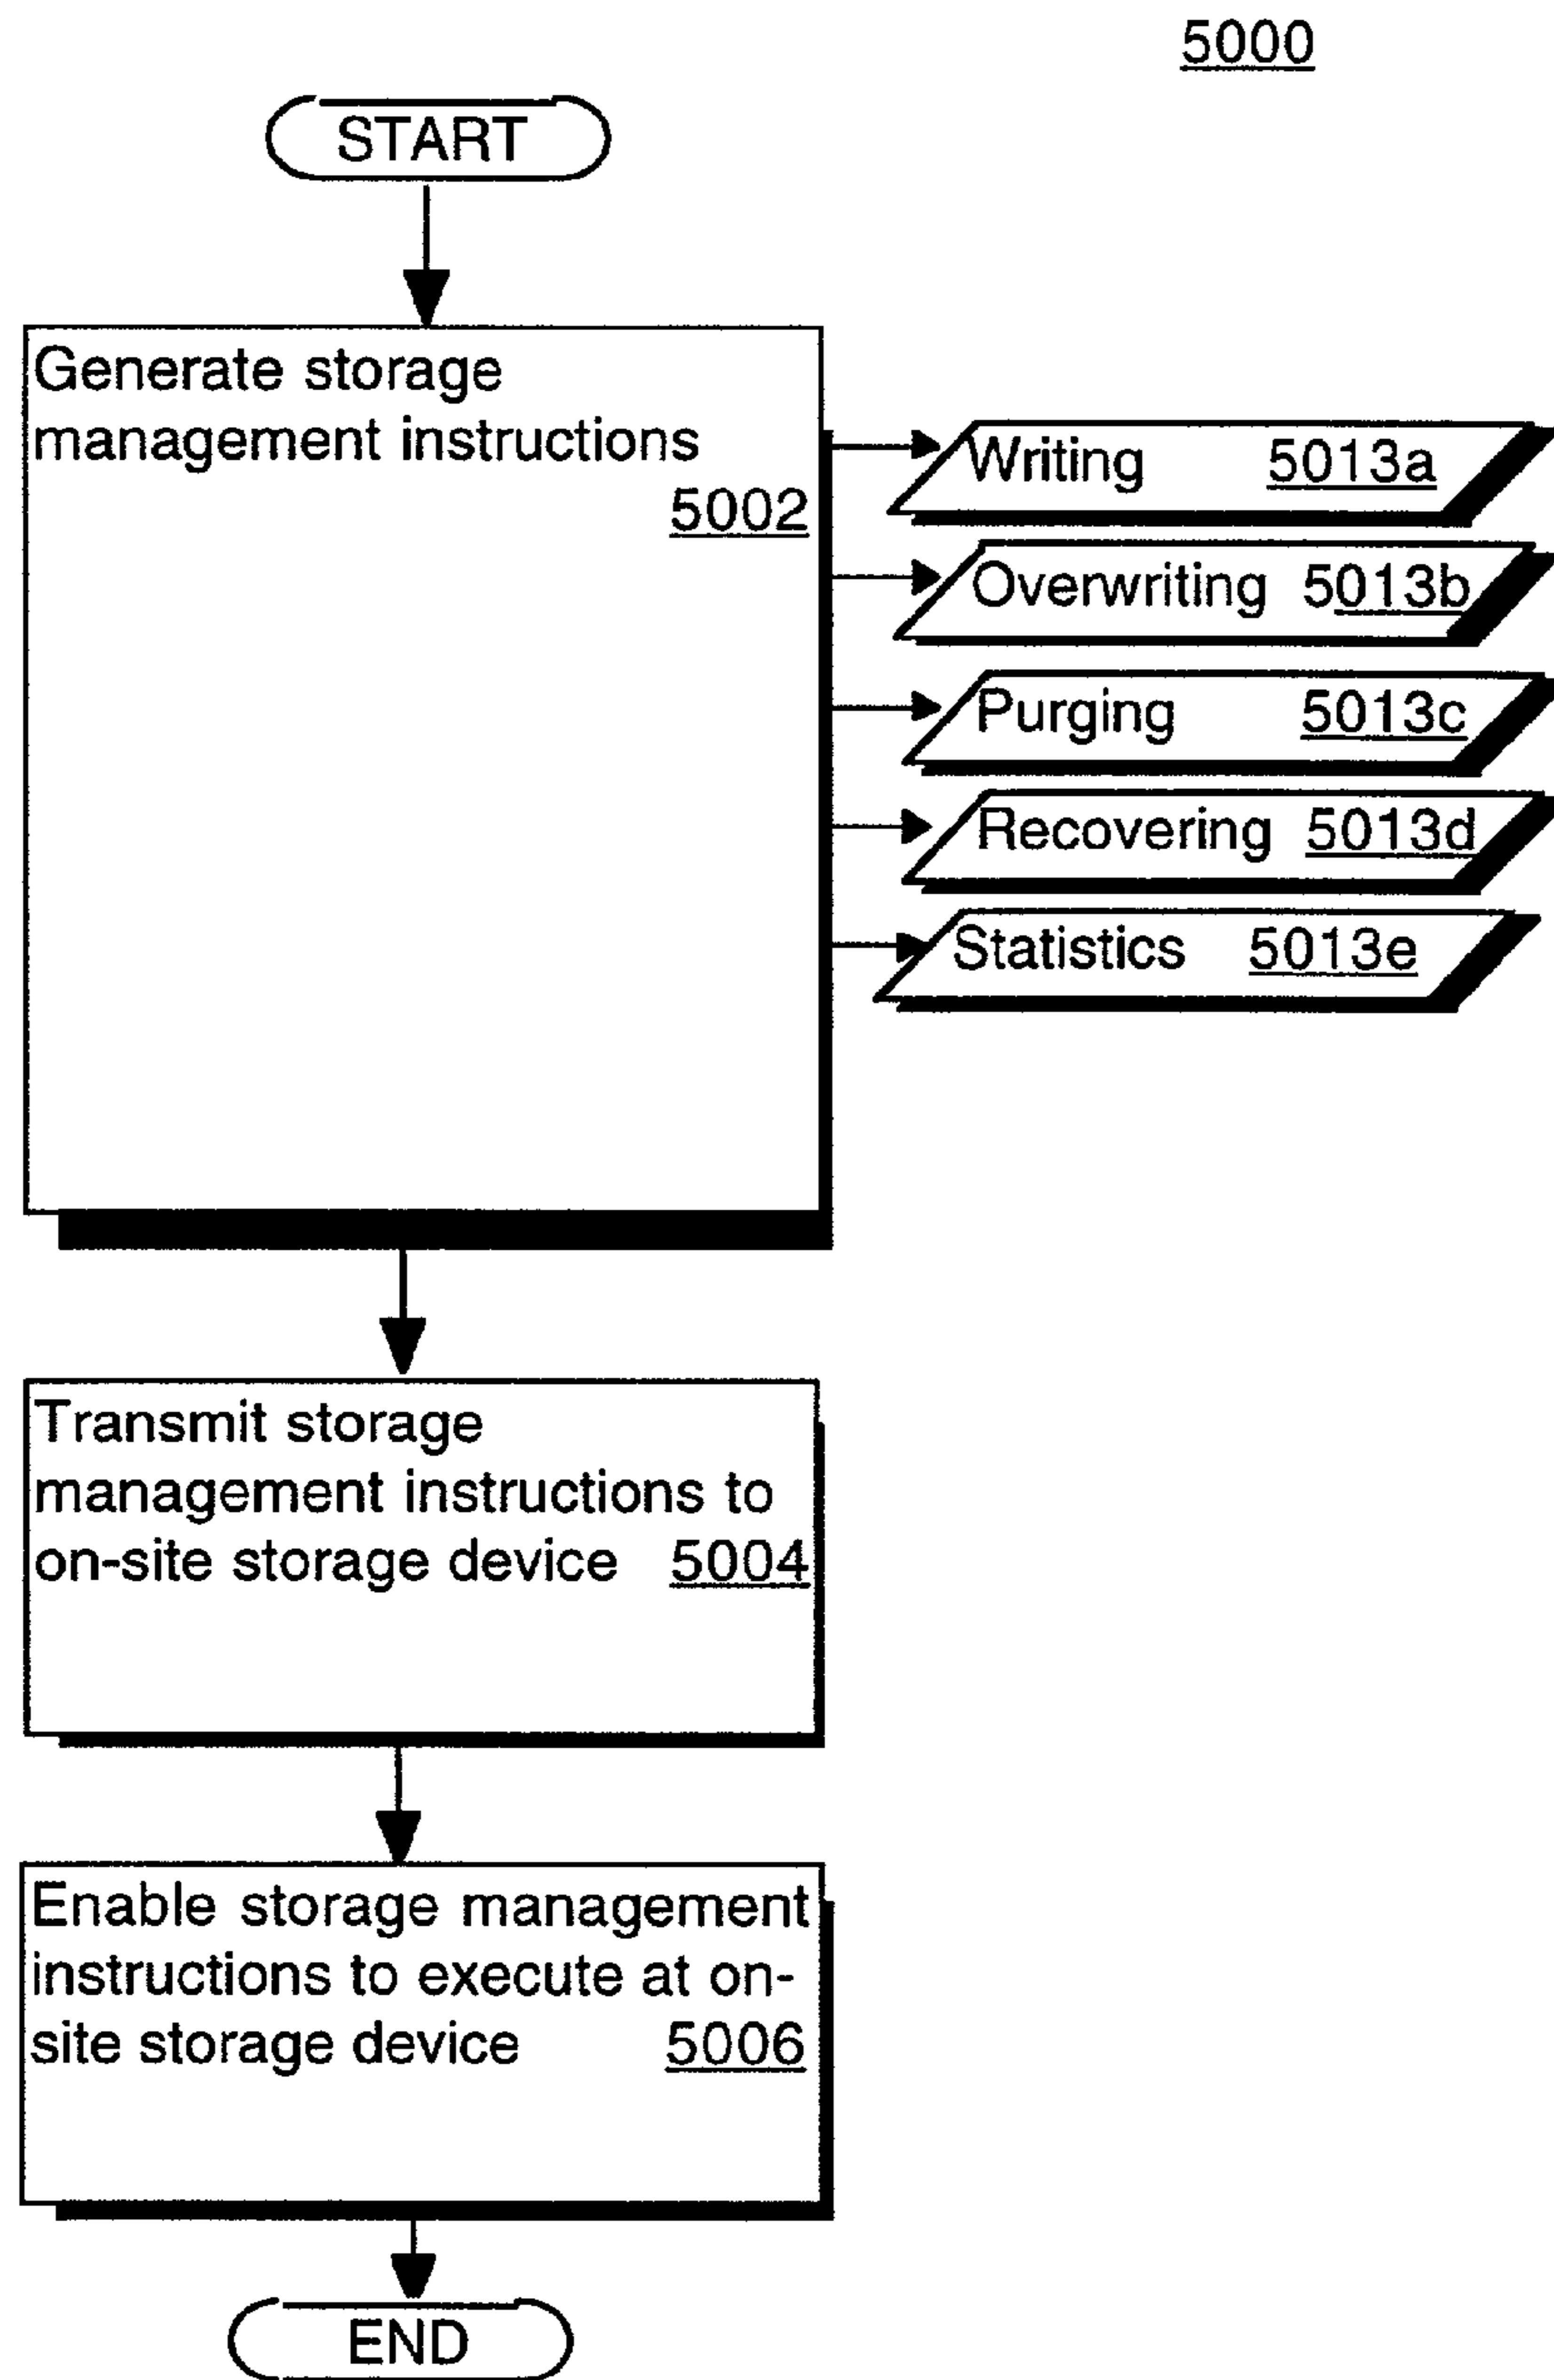 5000
START
Generate storage
management instructions
5002
Writing 5013a
Overwriting 5013b
Purging 5013c
Recovering 5013d
Statistics 5013e
Transmit storage
management instructions to
on-site storage device 5004
Enable storage management
instructions to execute at on-
site storage device 5006
END